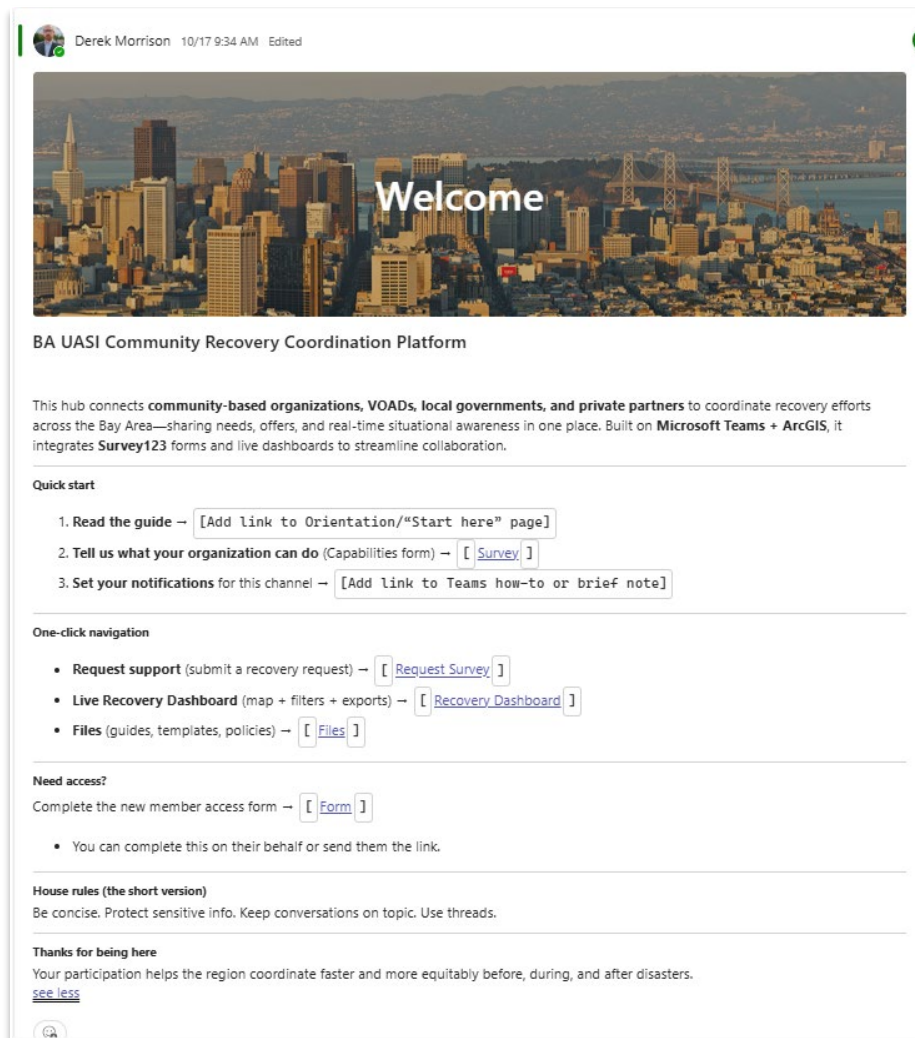 Derek Morrison 10/17 9:34 AM Edited
Welcome
BA UASI Community Recovery Coordination Platform
This hub connects community-based organizations, VOADs, local governments, and private partners to coordinate recovery efforts
across the Bay Area—sharing needs, offers, and real-time situational awareness in one place. Built on Microsoft Teams + ArcGIS, it
integrates Survey123 forms and live dashboards to streamline collaboration.
Quick start
1. Read the guide → [Add link to Orientation/“Start here” page]
2. Tell us what your organization can do (Capabilities form) → [ Survey ]
3. Set your notifications for this channel → [Add link to Teams how-to or brief note]
One-click navigation
• Request support (submit a recovery request) → [ Request Survey ]
• Live Recovery Dashboard (map + filters + exports) → [ Recovery Dashboard ]
• Files (guides, templates, policies) → [ Files ]
Need access?
Complete the new member access form → [ Form ]
• You can complete this on their behalf or send them the link.
House rules (the short version)
Be concise. Protect sensitive info. Keep conversations on topic. Use threads.
Thanks for being here
Your participation helps the region coordinate faster and more equitably before, during, and after disasters.
see less